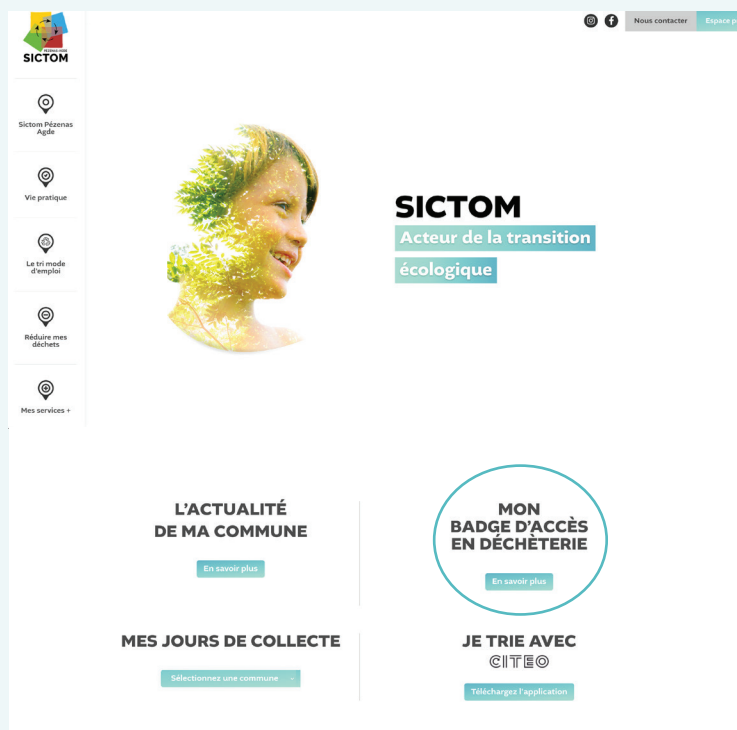 PÉZENAS-AGDE
SICTOM
Nous contacter
Espace p
Sictom Pézenas
Agde
Vie pratique
Le tri mode
d'emploi
Réduire mes
déchets
Mes services +
SICTOM
Acteur de la transition
écologique
L'ACTUALITÉ
DE MA COMMUNE
En savoir plus
MON
BADGE D'ACCÈS
EN DÉCHÈTERIE
En savoir plus
MES JOURS DE COLLECTE
Sélectionnez une commune
JE TRIE AVEC
CITEO
Téléchargez l'application